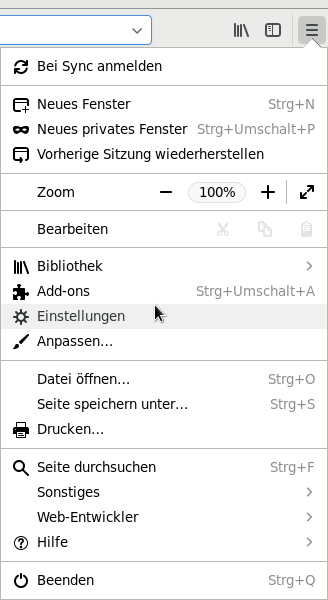 Bei Sync anmelden
Neues Fenster Strg+N
Neues privates Fenster Strg+Umschalt+P
Vorherige Sitzung wiederherstellen
Zoom 100%
Bearbeiten
Bibliothek
Add-ons Strg+Umschalt+A
Einstellungen
Anpassen…
Datei öffnen… Strg+O
Seite speichern unter… Strg+S
Drucken…
Seite durchsuchen Strg+F
Sonstiges
Web-Entwickler
Hilfe
Beenden Strg+Q